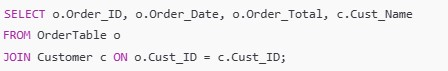 SELECT o.Order_ID, o.Order_Date, o.Order_Total, c.Cust_Name
FROM OrderTable o
JOIN Customer c ON o.Cust_ID = c.Cust_ID;